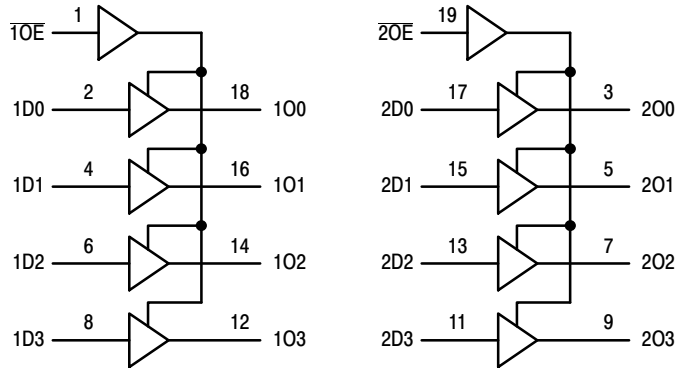 1OE 1 19 2OE
1D0 2 18 1O0 2D0 17 3 2O0
1D1 4 16 1O1 2D1 15 5 2O1
1D2 6 14 1O2 2D2 13 7 2O2
1D3 8 12 1O3 2D3 11 9 2O3